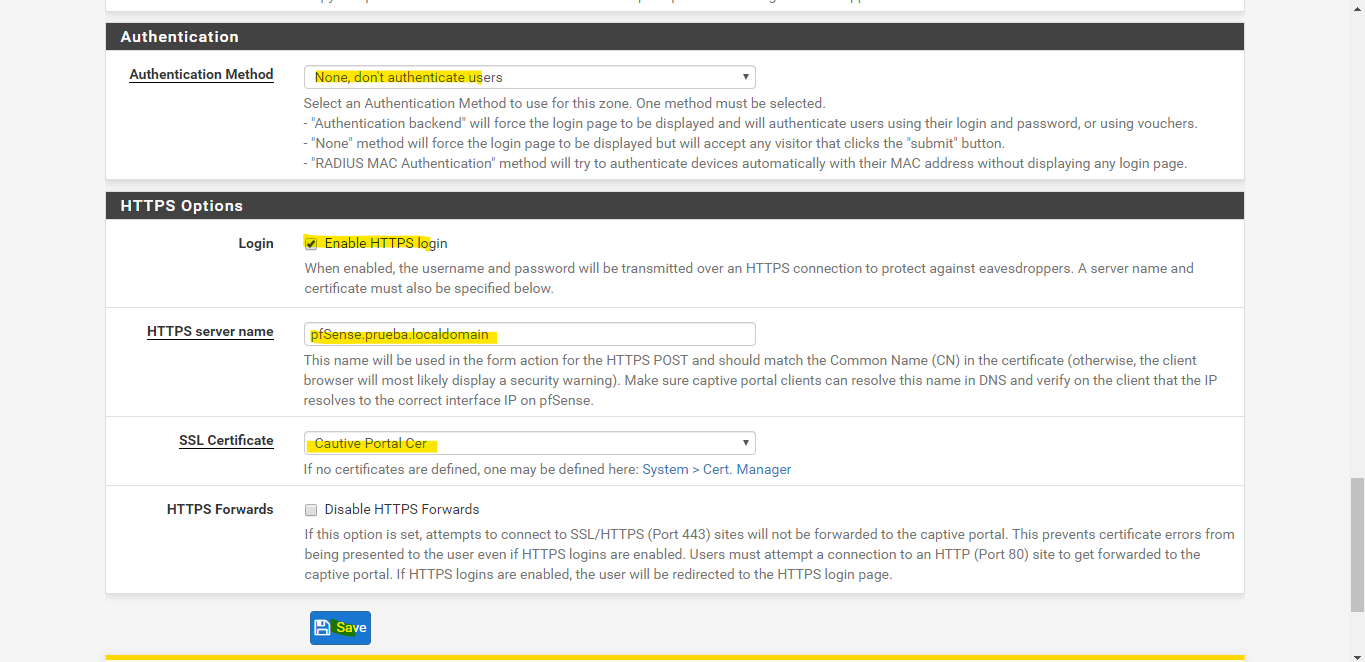 Authentication
Authentication Method
None, don't authenticate users
Select an Authentication Method to use for this zone. One method must be selected.
- "Authentication backend" will force the login page to be displayed and will authenticate users using their login and password, or using vouchers.
- "None" method will force the login page to be displayed but will accept any visitor that clicks the "submit" button.
- "RADIUS MAC Authentication" method will try to authenticate devices automatically with their MAC address without displaying any login page.
HTTPS Options
Login
Enable HTTPS login
When enabled, the username and password will be transmitted over an HTTPS connection to protect against eavesdroppers. A server name and
certificate must also be specified below.
HTTPS server name
pfSense.prueba.localdomain
This name will be used in the form action for the HTTPS POST and should match the Common Name (CN) in the certificate (otherwise, the client
browser will most likely display a security warning). Make sure captive portal clients can resolve this name in DNS and verify on the client that the IP
resolves to the correct interface IP on pfSense.
SSL Certificate
Cautive Portal Cer
If no certificates are defined, one may be defined here: System > Cert. Manager
HTTPS Forwards
Disable HTTPS Forwards
If this option is set, attempts to connect to SSL/HTTPS (Port 443) sites will not be forwarded to the captive portal. This prevents certificate errors from
being presented to the user even if HTTPS logins are enabled. Users must attempt a connection to an HTTP (Port 80) site to get forwarded to the
captive portal. If HTTPS logins are enabled, the user will be redirected to the HTTPS login page.
Save